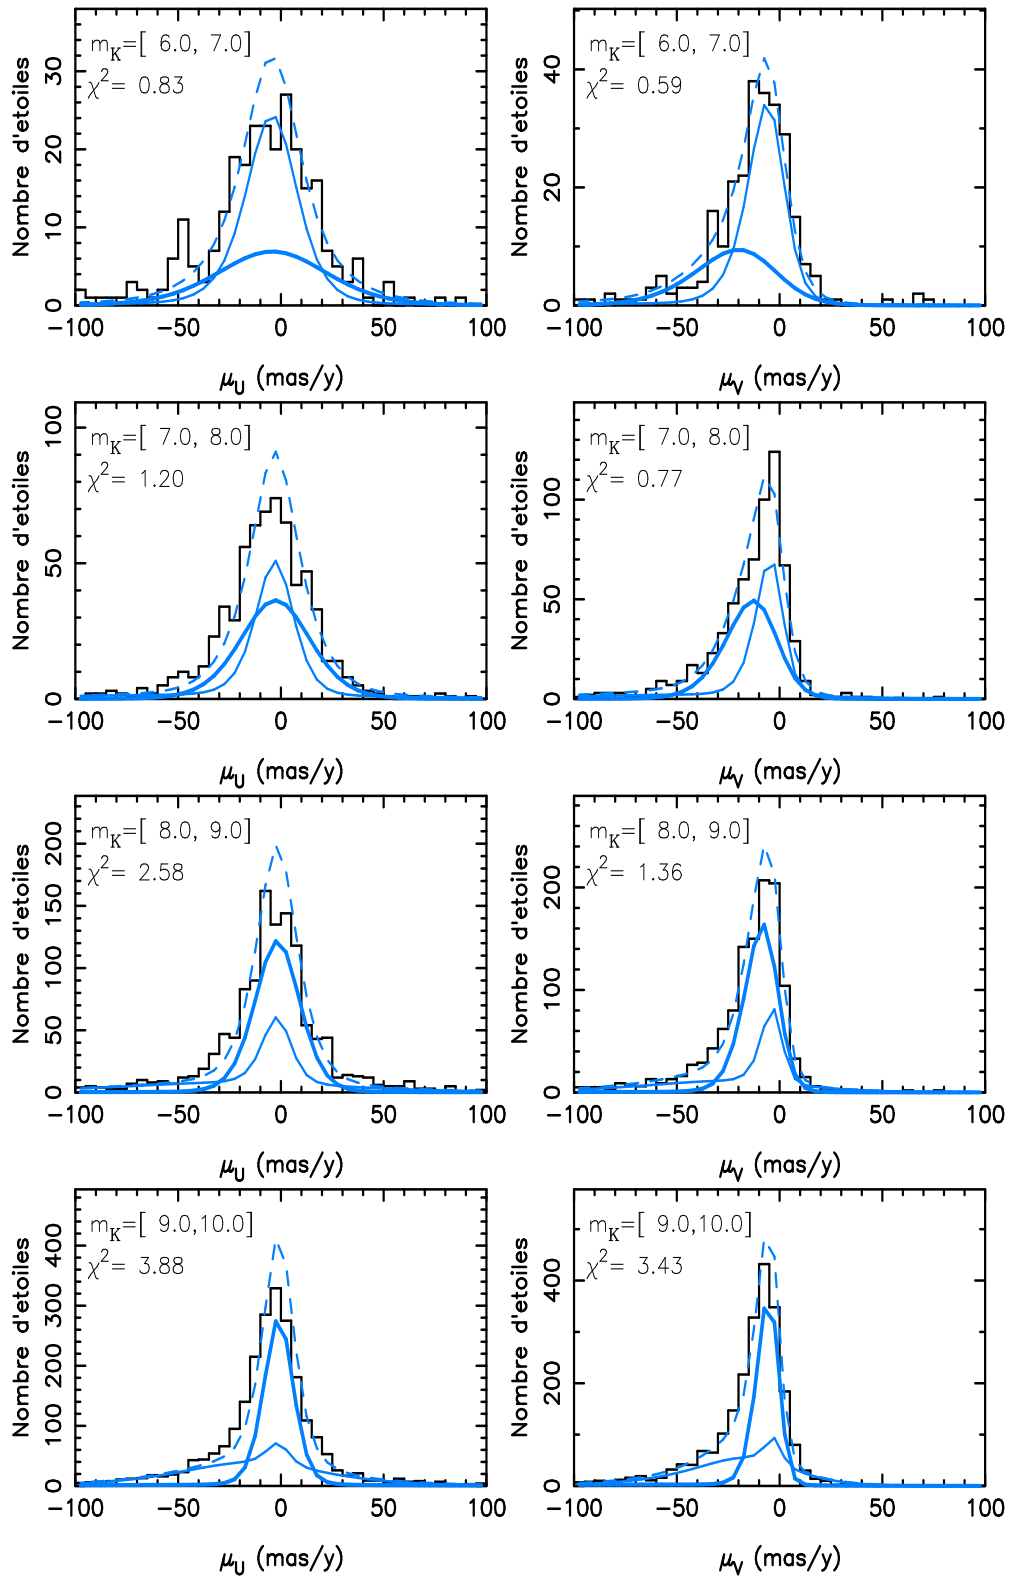 m_K=[ 6.0, 7.0]
χ²= 0.83
Nombre d'etoiles
0 10 20 30
−100 −50 0 50 100
μ_U (mas/y)
m_K=[ 6.0, 7.0]
χ²= 0.59
Nombre d'etoiles
0 20 40
−100 −50 0 50 100
μ_V (mas/y)
m_K=[ 7.0, 8.0]
χ²= 1.20
Nombre d'etoiles
0 50 100
−100 −50 0 50 100
μ_U (mas/y)
m_K=[ 7.0, 8.0]
χ²= 0.77
Nombre d'etoiles
0 50 100
−100 −50 0 50 100
μ_V (mas/y)
m_K=[ 8.0, 9.0]
χ²= 2.58
Nombre d'etoiles
0 50 100 150 200
−100 −50 0 50 100
μ_U (mas/y)
m_K=[ 8.0, 9.0]
χ²= 1.36
Nombre d'etoiles
0 100 200
−100 −50 0 50 100
μ_V (mas/y)
m_K=[ 9.0,10.0]
χ²= 3.88
Nombre d'etoiles
0 100 200 300 400
−100 −50 0 50 100
μ_U (mas/y)
m_K=[ 9.0,10.0]
χ²= 3.43
Nombre d'etoiles
0 200 400
−100 −50 0 50 100
μ_V (mas/y)